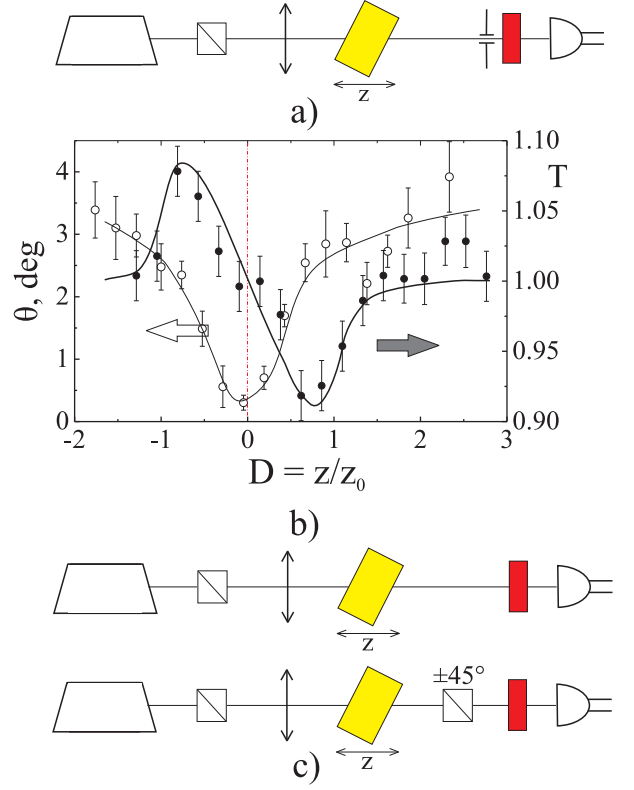 z
a)
4
3
2
1
0
θ, deg
1.10
T
1.05
1.00
0.95
0.90
-2 -1 0 1 2 3
D = z/z₀
b)
z
±45°
z
c)